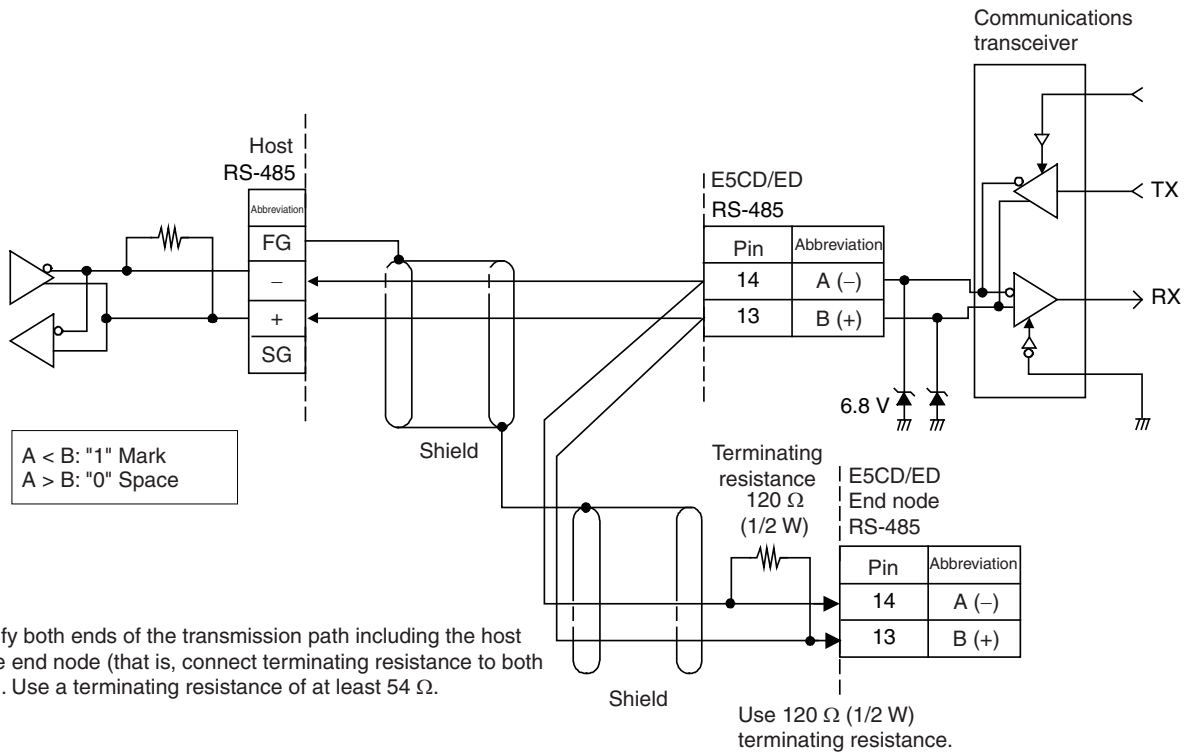 Communications
transceiver
Host
RS-485
Abbreviation
FG
−
+
SG
E5CD/ED
RS-485
Pin Abbreviation
14 A (−)
13 B (+)
TX
RX
6.8 V
A < B: "1" Mark
A > B: "0" Space
Shield
Terminating
resistance
120 Ω
(1/2 W)
E5CD/ED
End node
RS-485
Pin Abbreviation
14 A (−)
13 B (+)
fy both ends of the transmission path including the host
e end node (that is, connect terminating resistance to both
. Use a terminating resistance of at least 54 Ω.
Shield
Use 120 Ω (1/2 W)
terminating resistance.